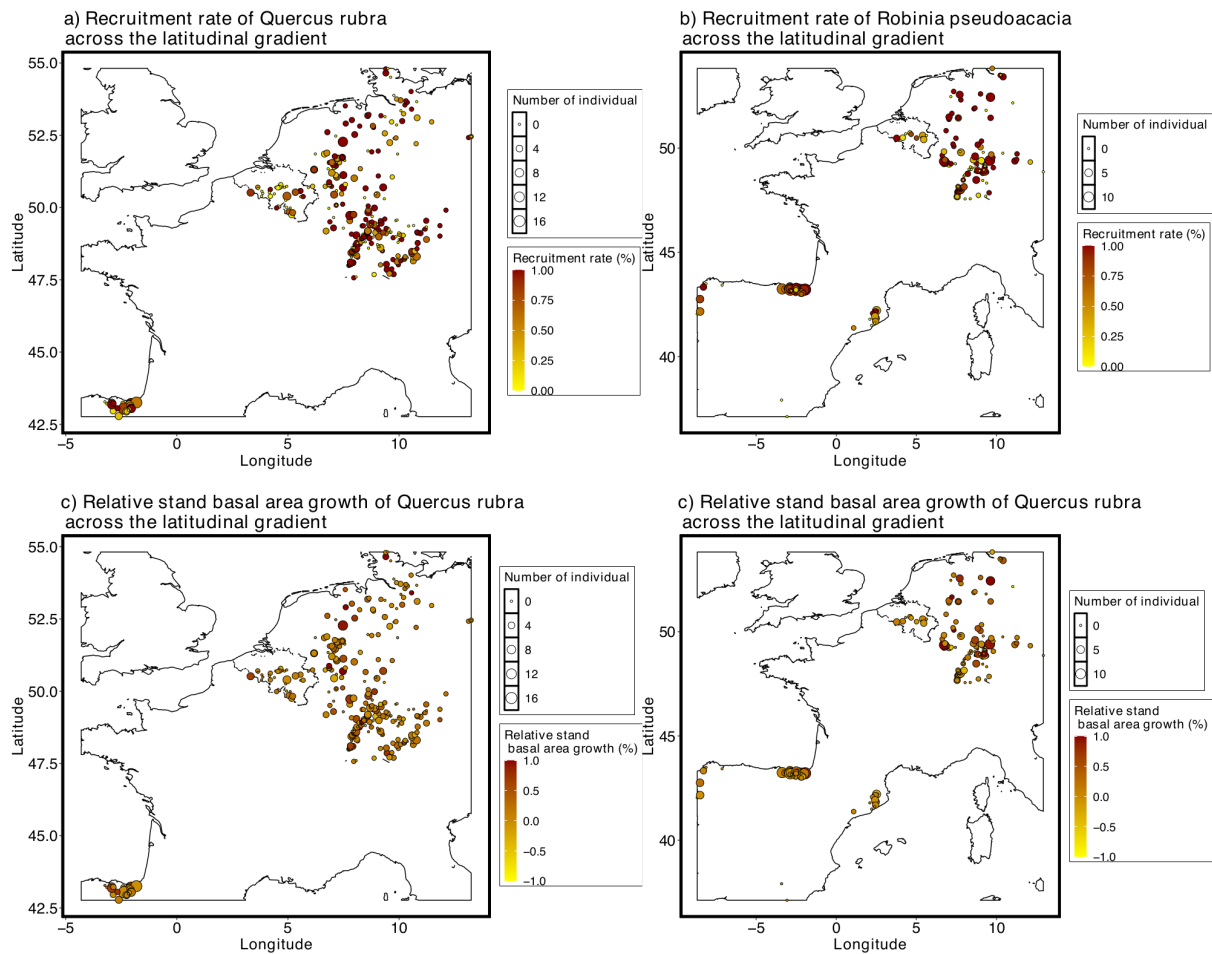 a) Recruitment rate of Quercus rubra
across the latitudinal gradient
55.0
52.5
50.0
47.5
45.0
42.5
Latitude
−5
0
5
10
Longitude
Number of individual
0
4
8
12
16
Recruitment rate (%)
1.00
0.75
0.50
0.25
0.00
b) Recruitment rate of Robinia pseudoacacia
across the latitudinal gradient
50
45
40
Latitude
−5
0
5
10
Longitude
Number of individual
0
5
10
Recruitment rate (%)
1.00
0.75
0.50
0.25
0.00
c) Relative stand basal area growth of Quercus rubra
across the latitudinal gradient
55.0
52.5
50.0
47.5
45.0
42.5
Latitude
−5
0
5
10
Longitude
Number of individual
0
4
8
12
16
Relative stand
basal area growth (%)
1.0
0.5
0.0
−0.5
−1.0
c) Relative stand basal area growth of Quercus rubra
across the latitudinal gradient
50
45
40
Latitude
−5
0
5
10
Longitude
Number of individual
0
5
10
Relative stand
basal area growth (%)
1.0
0.5
0.0
−0.5
−1.0